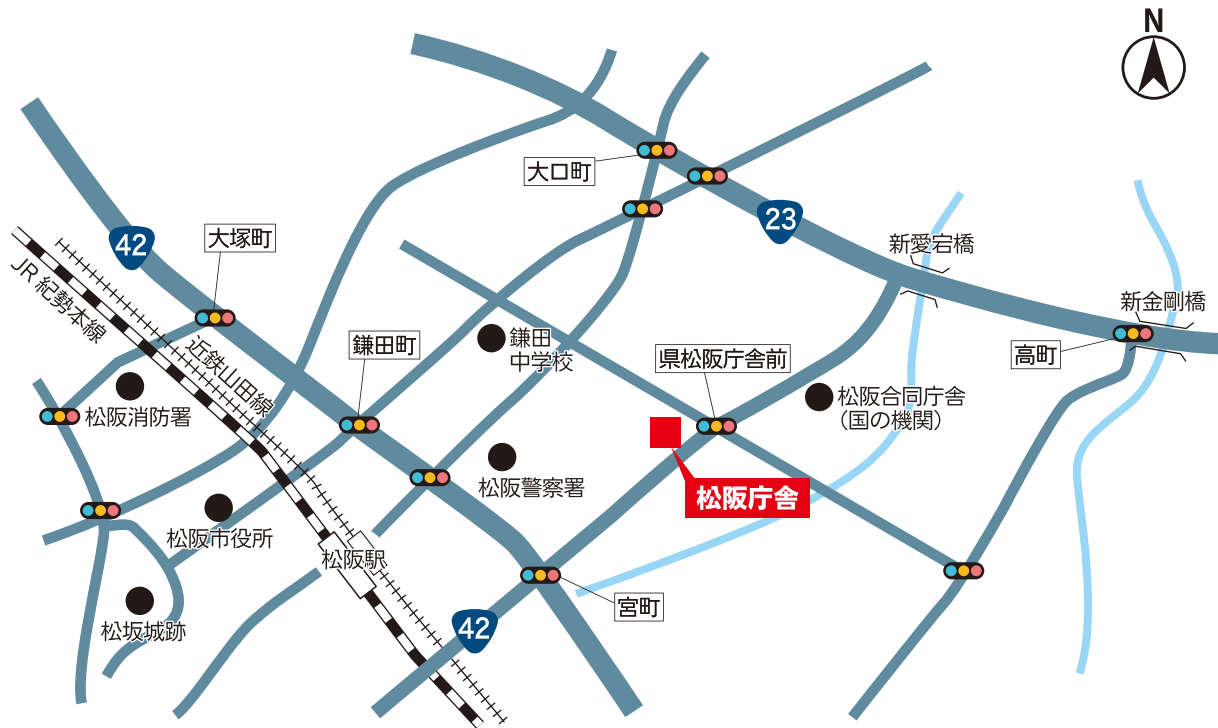 N
大口町
23
42
大塚町
新愛宕橋
新金剛橋
JR紀勢本線
近鉄山田線
鎌田町
鎌田
中学校
県松阪庁舎前
高町
松阪消防署
松阪合同庁舎
（国の機関）
松阪警察署
松阪庁舎
松阪市役所
松阪駅
宮町
42
松坂城跡